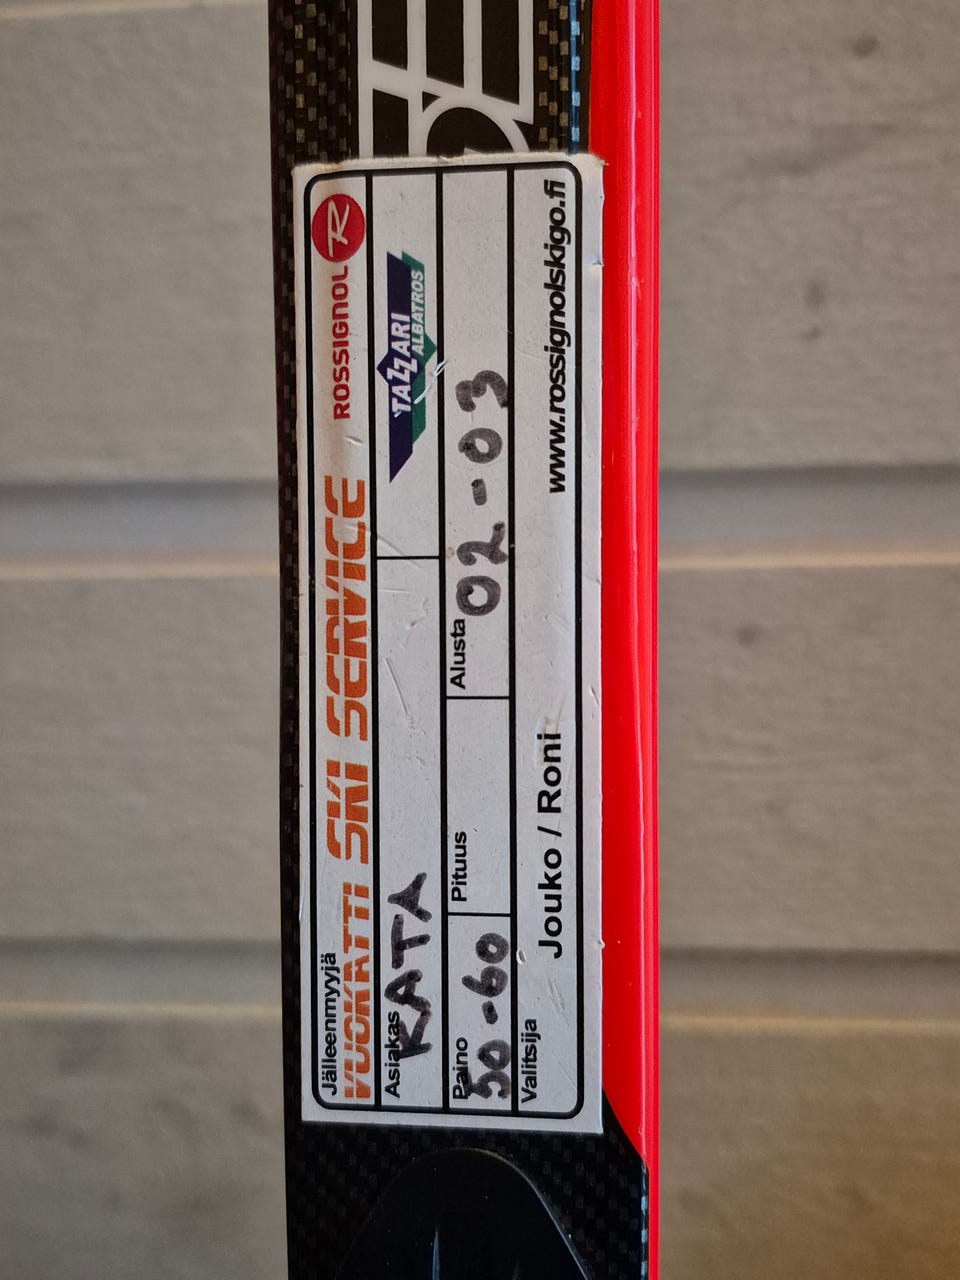 Jälleenmyyjä
VUOKATTI SKI SERVICE ROSSIGNOL R
Asiakas RATA
TAZZARI
ALBATROS
Paino 50-60 Pituus Alusta 02-03
Valitsija Jouko / Roni www.rossignolskigo.fi